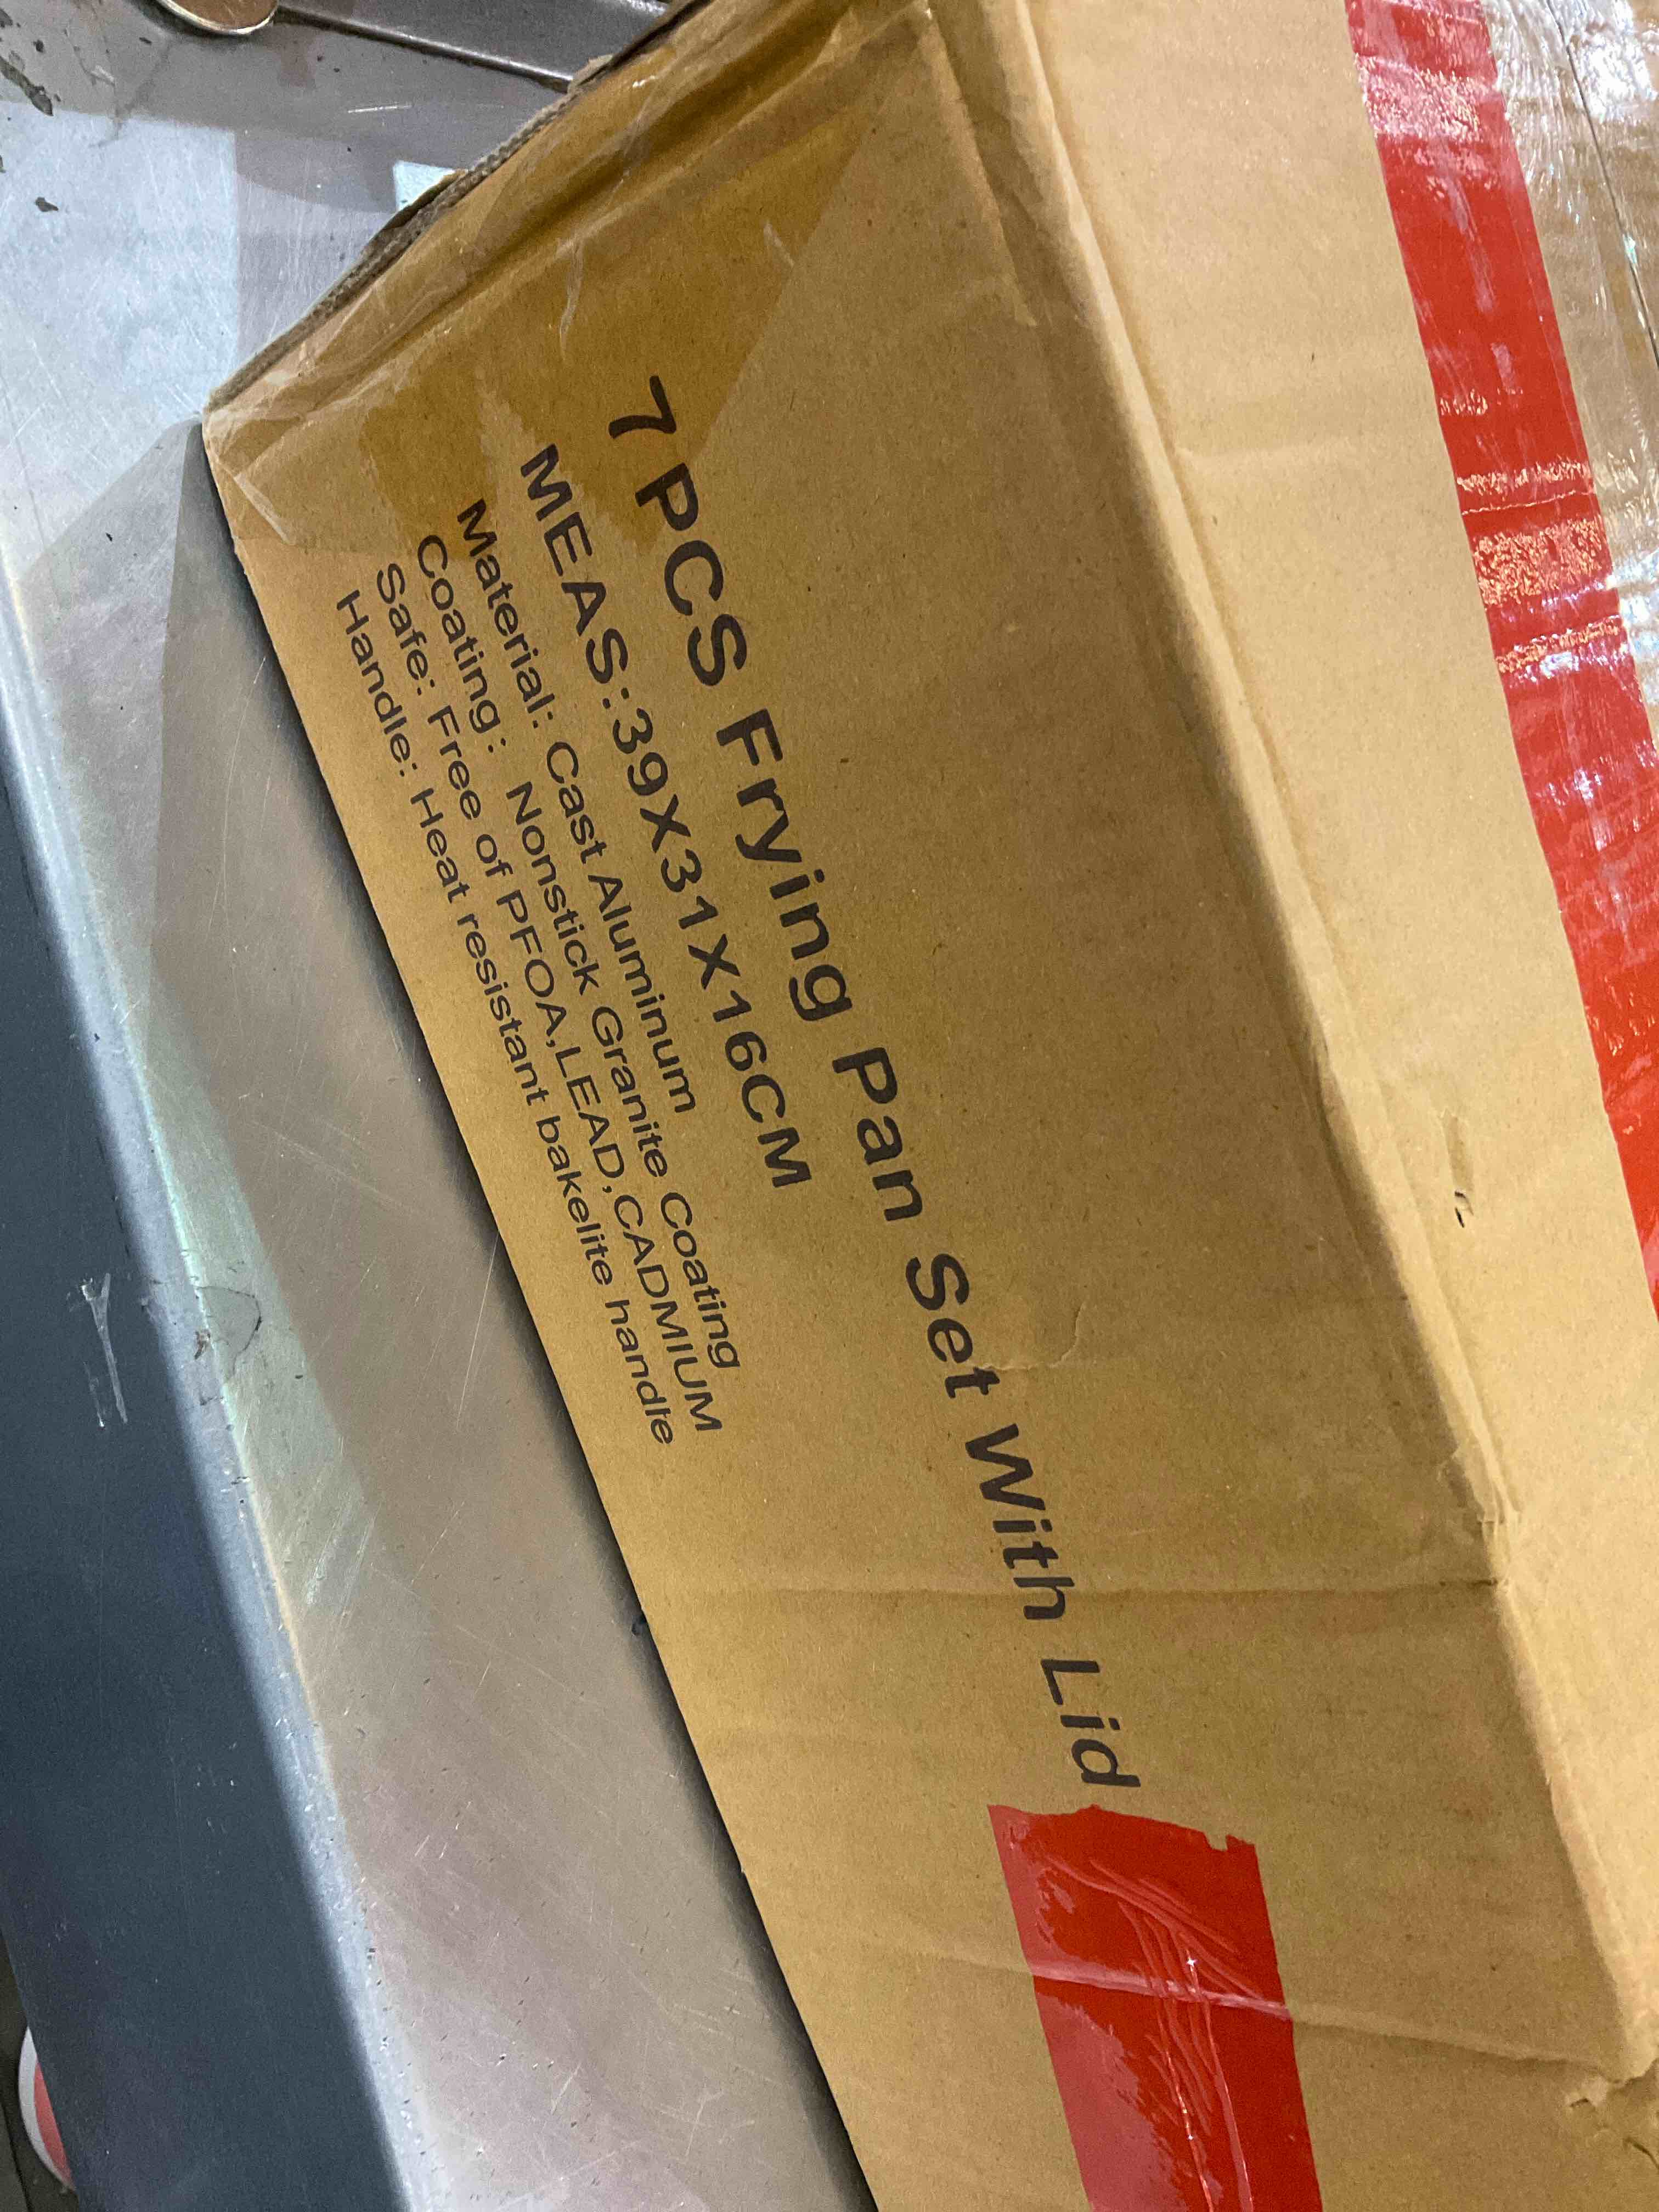 7 PCS Frying Pan Set With Lid
MEAS:39X31X16CM
Material: Cast Aluminum
Coating: Nonstick Granite Coating
Safe: Free of PFOA,LEAD,CADMIUM
Handle: Heat resistant bakelite handle